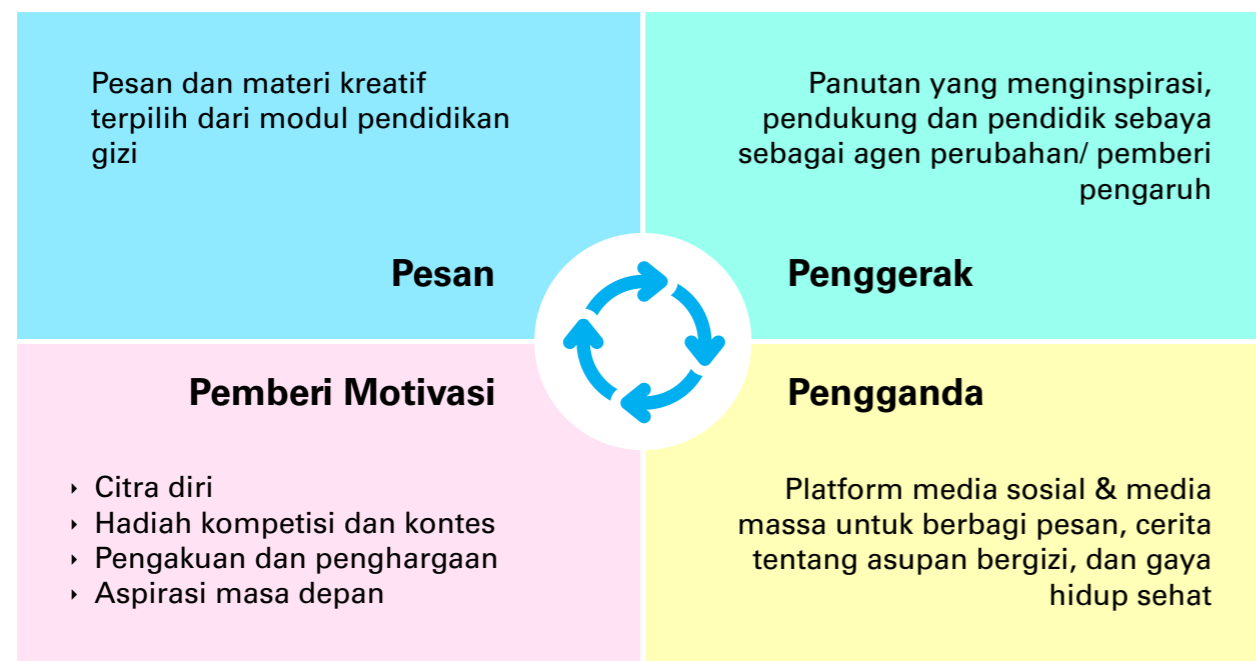 Pesan dan materi kreatif
terpilih dari modul pendidikan
gizi
Pesan
Panutan yang menginspirasi,
pendukung dan pendidik sebaya
sebagai agen perubahan/ pemberi
pengaruh
Penggerak
Pemberi Motivasi
‣ Citra diri
‣ Hadiah kompetisi dan kontes
‣ Pengakuan dan penghargaan
‣ Aspirasi masa depan
Pengganda
Platform media sosial & media
massa untuk berbagi pesan, cerita
tentang asupan bergizi, dan gaya
hidup sehat